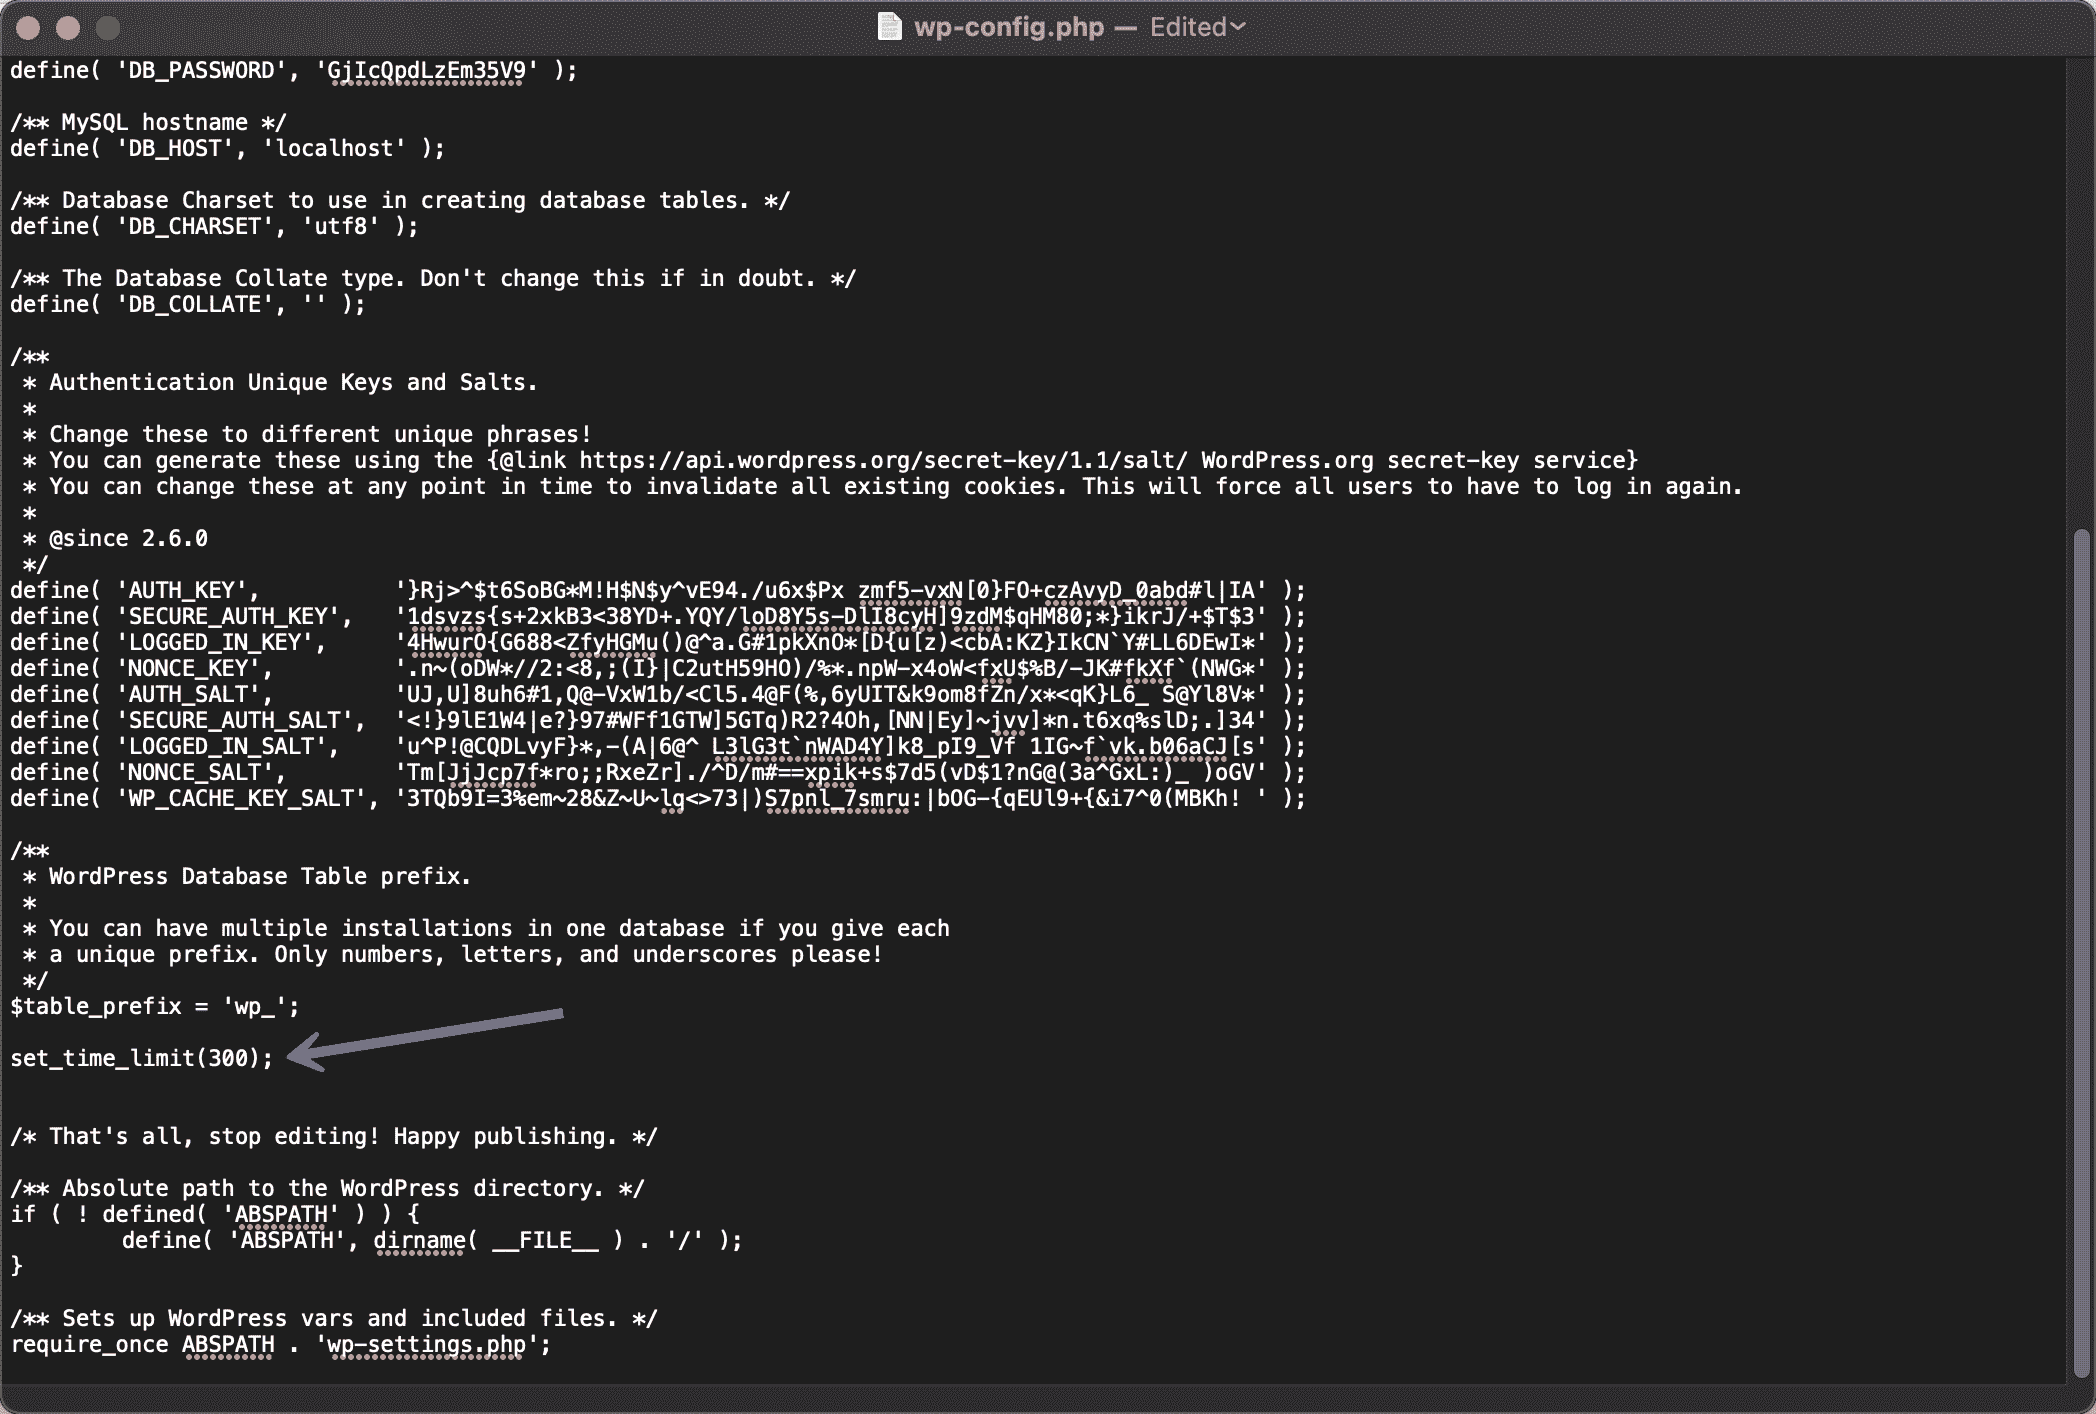 wp-config.php — Edited
define( 'DB_PASSWORD', 'GjIcQpdLzEm35V9' );
/** MySQL hostname */
define( 'DB_HOST', 'localhost' );
/** Database Charset to use in creating database tables. */
define( 'DB_CHARSET', 'utf8' );
/** The Database Collate type. Don't change this if in doubt. */
define( 'DB_COLLATE', '' );
/**
 * Authentication Unique Keys and Salts.
 *
 * Change these to different unique phrases!
 * You can generate these using the {@link https://api.wordpress.org/secret-key/1.1/salt/ WordPress.org secret-key service}
 * You can change these at any point in time to invalidate all existing cookies. This will force all users to have to log in again.
 *
 * @since 2.6.0
 */
define( 'AUTH_KEY',          '}Rj>^$t6SoBG*M!H$N$y^vE94./u6x$Px zmf5-vxN[0}FO+czAvyD_0abd#l|IA' );
define( 'SECURE_AUTH_KEY',   '1dsvzs{s+2xkB3<38YD+.YQY/loD8Y5s-DlI8cyH]9zdM$qHM80;*}ikrJ/+$T$3' );
define( 'LOGGED_IN_KEY',     '4HwurO{G688<ZfyHGMu()@^a.G#1pkXnO*[D{u[z)<cbA:KZ}IkCN`Y#LL6DEwI*' );
define( 'NONCE_KEY',         '.n~(oDW*//2:<8,;(I}|C2utH59HO)/%*.npW-x4oW<fxU$%B/-JK#fkXf`(NWG*' );
define( 'AUTH_SALT',         'UJ,U]8uh6#1,Q@-VxW1b/<Cl5.4@F(%,6yUIT&k9om8fZn/x*<qK}L6_ S@Yl8V*' );
define( 'SECURE_AUTH_SALT',  '<!}9lE1W4|e?}97#WFf1GTW]5GTq)R2?4Oh,[NN|Ey]~jvv]*n.t6xq%slD;.]34' );
define( 'LOGGED_IN_SALT',    'u^P!@CQDLvyF}*,-(A|6@^ L3lG3t`nWAD4Y]k8_pI9_Vf 1IG~f`vk.b06aCJ[s' );
define( 'NONCE_SALT',        'Tm[JjJcp7f*ro;;RxeZr]./^D/m#==xpik+s$7d5(vD$1?nG@(3a^GxL:)_ )oGV' );
define( 'WP_CACHE_KEY_SALT', '3TQb9I=3%em~28&Z~U~lg<>73|)S7pnl_7smru:|bOG-{qEUl9+{&i7^0(MBKh! ' );
/**
 * WordPress Database Table prefix.
 *
 * You can have multiple installations in one database if you give each
 * a unique prefix. Only numbers, letters, and underscores please!
 */
$table_prefix = 'wp_';
set_time_limit(300);
/* That's all, stop editing! Happy publishing. */
/** Absolute path to the WordPress directory. */
if ( ! defined( 'ABSPATH' ) ) {
        define( 'ABSPATH', dirname( __FILE__ ) . '/' );
}
/** Sets up WordPress vars and included files. */
require_once ABSPATH . 'wp-settings.php';